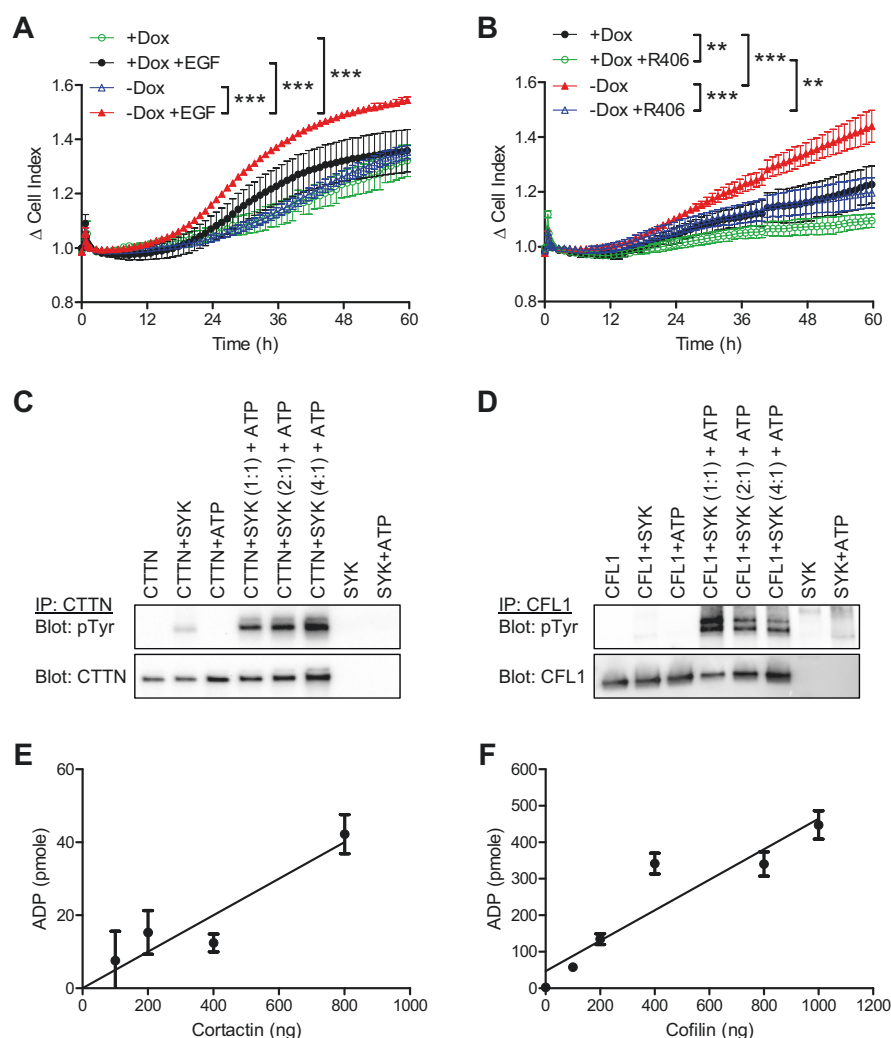 A
+Dox
+Dox +EGF
-Dox
-Dox +EGF
***
***
***
Δ Cell Index
1.6
1.4
1.2
1.0
0.8
0 12 24 36 48 60
Time (h)
B
+Dox
+Dox +R406
-Dox
-Dox +R406
**
***
***
**
Δ Cell Index
1.6
1.4
1.2
1.0
0.8
0 12 24 36 48 60
Time (h)
C
CTTN
CTTN+SYK
CTTN+ATP
CTTN+SYK (1:1) + ATP
CTTN+SYK (2:1) + ATP
CTTN+SYK (4:1) + ATP
SYK
SYK+ATP
IP: CTTN
Blot: pTyr
Blot: CTTN
D
CFL1
CFL1+SYK
CFL1+ATP
CFL1+SYK (1:1) + ATP
CFL1+SYK (2:1) + ATP
CFL1+SYK (4:1) + ATP
SYK
SYK+ATP
IP: CFL1
Blot: pTyr
Blot: CFL1
E
ADP (pmole)
60
40
20
0
0 200 400 600 800 1000
Cortactin (ng)
F
ADP (pmole)
600
500
400
300
200
100
0
0 200 400 600 800 1000 1200
Cofilin (ng)